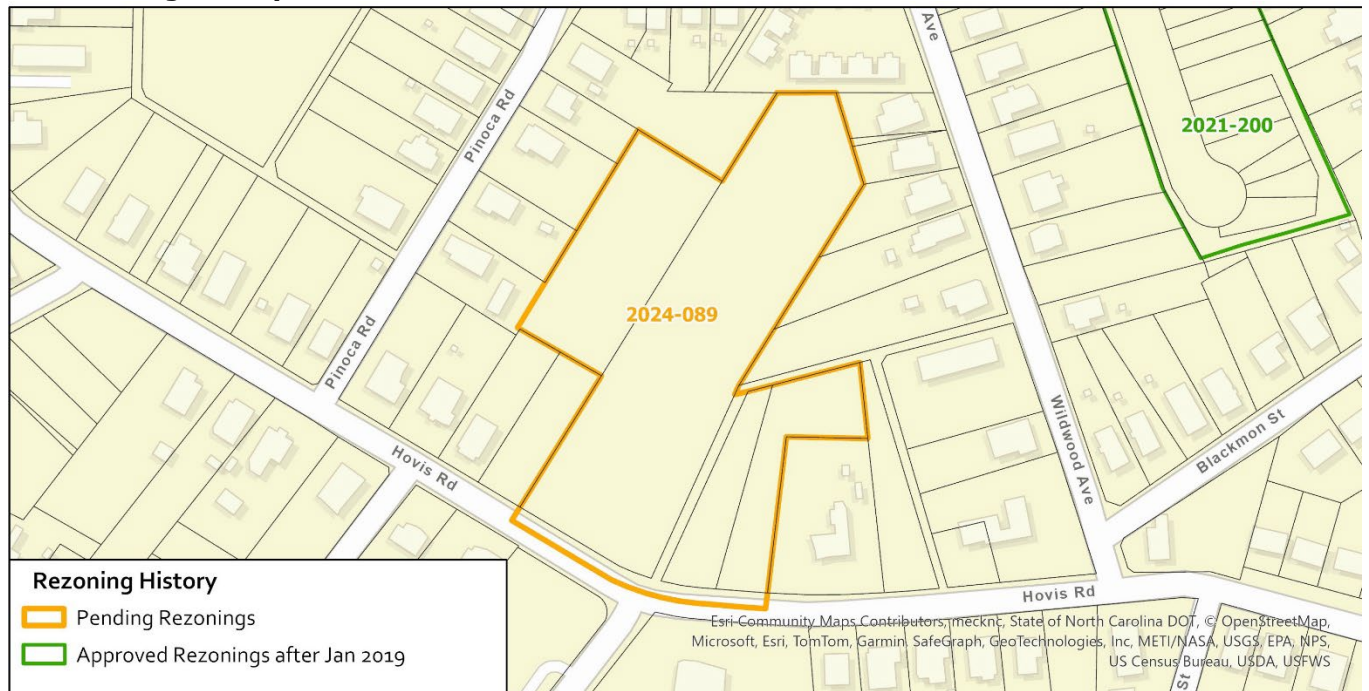 Ave
2021-200
Pinoca Rd
2024-089
Pinoca Rd
Wildwood Ave
Blackmon St
Hovis Rd
Rezoning History
Pending Rezonings
Approved Rezonings after Jan 2019
Hovis Rd
Esri Community Maps Contributors, mecknc, State of North Carolina DOT, © OpenStreetMap,
Microsoft, Esri, TomTom, Garmin, SafeGraph, GeoTechnologies, Inc, METI/NASA, USGS, EPA, NPS,
US Census Bureau, USDA, USFWS
St